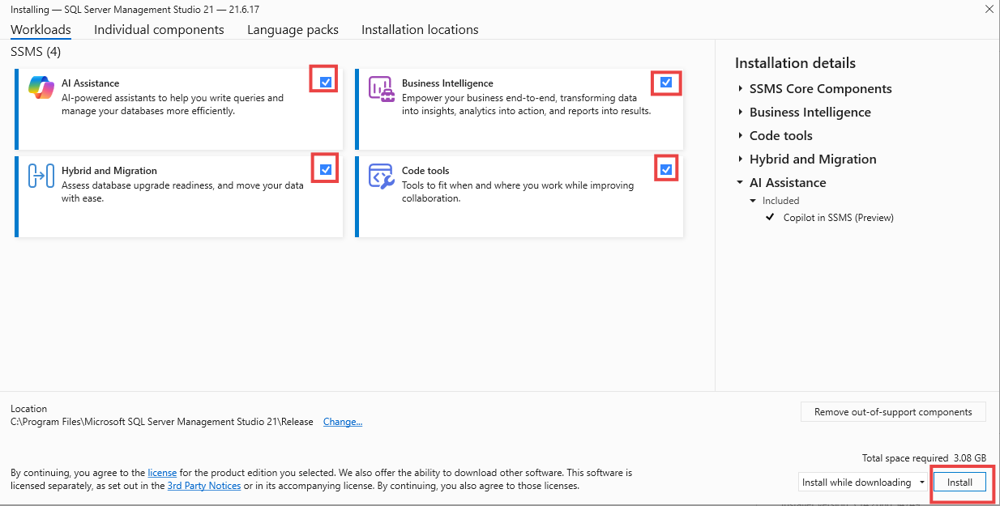 Installing — SQL Server Management Studio 21 — 21.6.17
Workloads
Individual components
Language packs
Installation locations
SSMS (4)
AI Assistance
AI-powered assistants to help you write queries and
manage your databases more efficiently.
Business Intelligence
Empower your business end-to-end, transforming data
into insights, analytics into action, and reports into results.
Hybrid and Migration
Assess database upgrade readiness, and move your data
with ease.
Code tools
Tools to fit when and where you work while improving
collaboration.
Installation details
SSMS Core Components
Business Intelligence
Code tools
Hybrid and Migration
AI Assistance
Included
Copilot in SSMS (Preview)
Location
C:\Program Files\Microsoft SQL Server Management Studio 21\Release Change...
Remove out-of-support components
Total space required 3.08 GB
By continuing, you agree to the license for the product edition you selected. We also offer the ability to download other software. This software is
licensed separately, as set out in the 3rd Party Notices or in its accompanying license. By continuing, you also agree to those licenses.
Install while downloading
Install